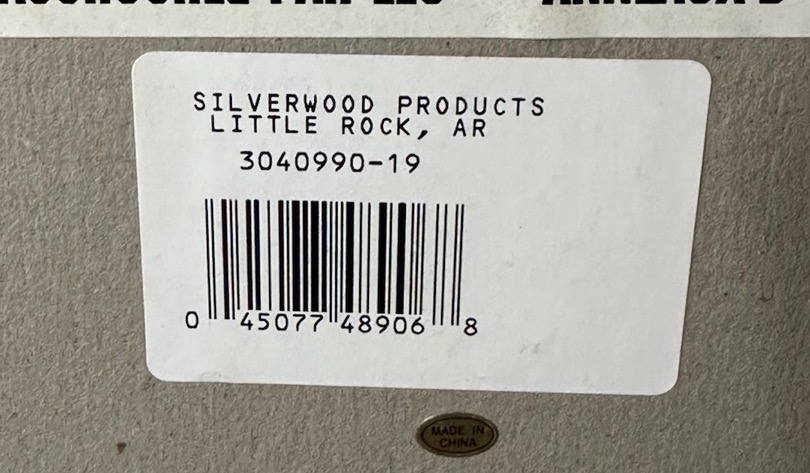 SILVERWOOD PRODUCTS
LITTLE ROCK, AR
3040990-19
0 45077 48906 8
MADE IN
CHINA